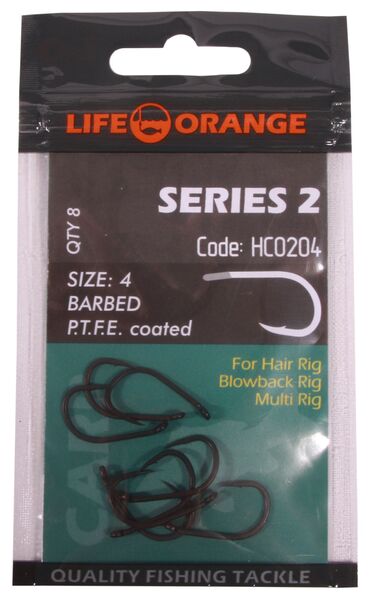 LIFE ORANGE
SERIES 2
QTY 8
Code: HC0204
SIZE: 4
BARBED
P.T.F.E. coated
For Hair Rig
Blowback Rig
Multi Rig
CARP
QUALITY FISHING TACKLE